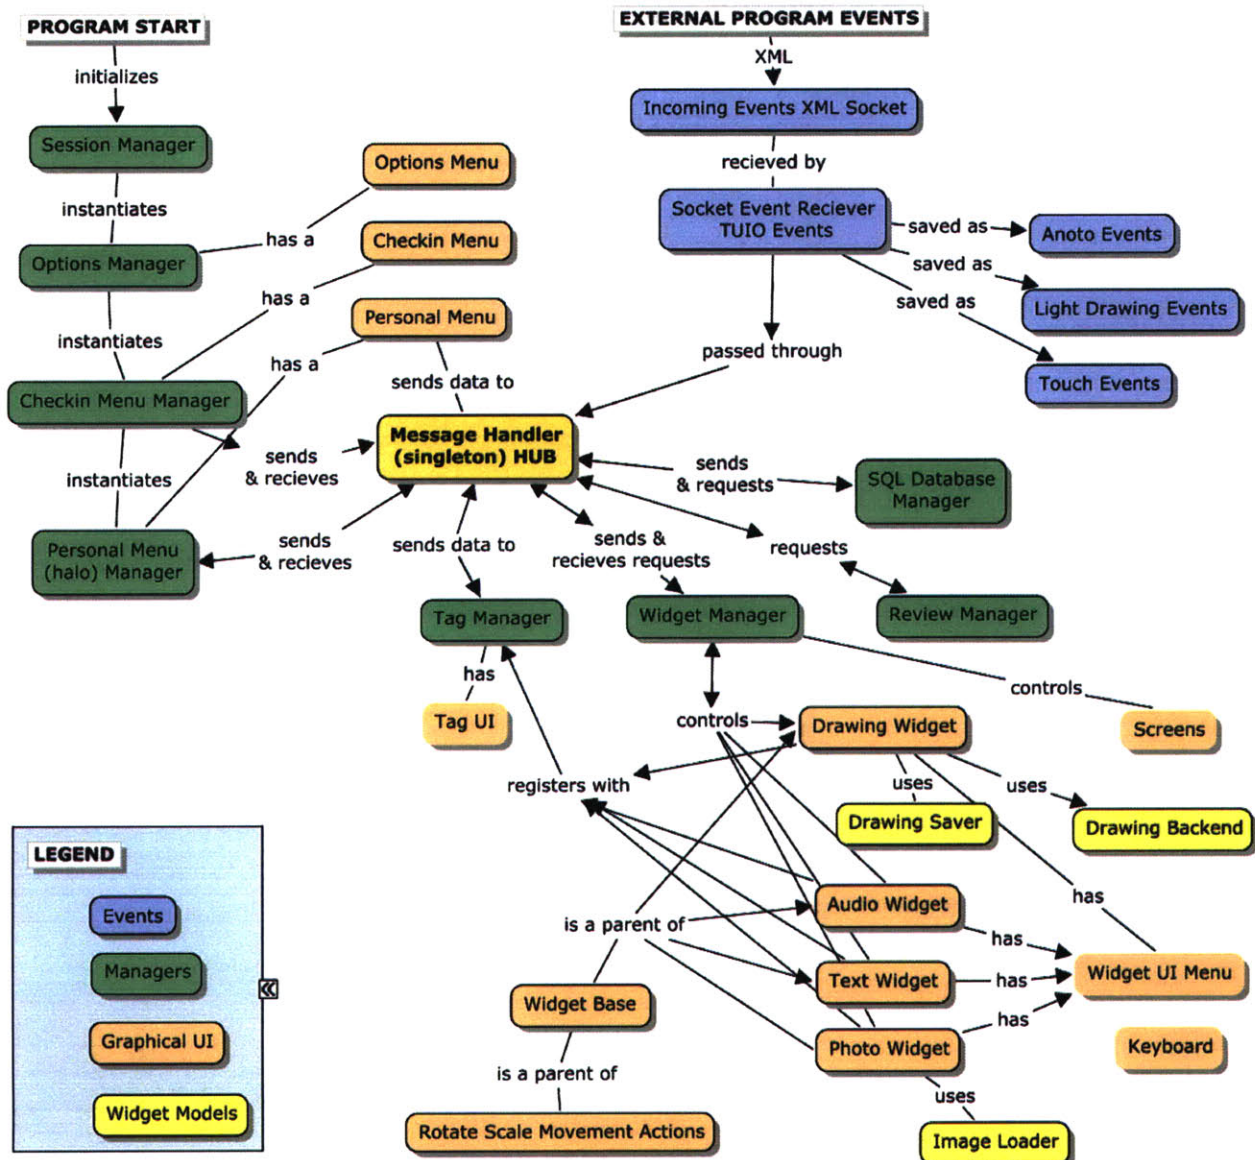 PROGRAM START
EXTERNAL PROGRAM EVENTS
initializes
XML
Incoming Events XML Socket
Session Manager
Options Menu
recieved by
instantiates
Socket Event Reciever
TUIO Events
saved as
Anoto Events
has a
Checkin Menu
Options Manager
saved as
has a
saved as
Light Drawing Events
Personal Menu
instantiates
has a
passed through
sends data to
Touch Events
Checkin Menu Manager
Message Handler
(singleton) HUB
sends
& recieves
sends
& requests
SQL Database
Manager
instantiates
Personal Menu
(halo) Manager
sends
& recieves
sends data to
sends &
recieves requests
requests
Tag Manager
Widget Manager
Review Manager
has
controls
Tag UI
controls
Drawing Widget
Screens
registers with
uses
uses
Drawing Saver
Drawing Backend
LEGEND
Events
Managers
Graphical UI
Widget Models
has
Audio Widget
is a parent of
has
Text Widget
has
Widget UI Menu
Widget Base
has
Photo Widget
Keyboard
is a parent of
uses
Rotate Scale Movement Actions
Image Loader